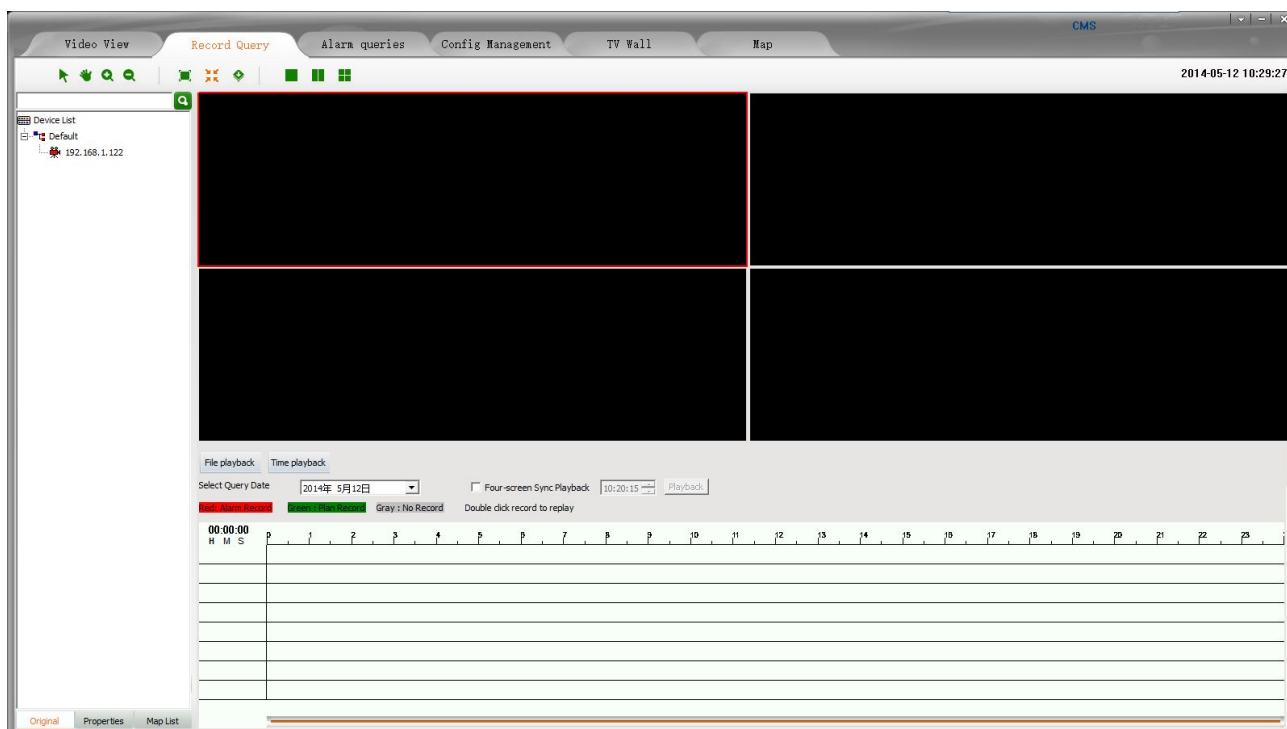 CMS
Video View Record Query Alarm queries Config Management TV Wall Map
2014-05-12 10:29:27
Device List
Default
192.168.1.122
File playback Time playback
Select Query Date 2014年 5月12日 Four-screen Sync Playback 10:20:15 Playback
Red: Alarm Record Green : Plan Record Gray : No Record Double click record to replay
00:00:00
H M S 0 1 2 3 4 5 6 7 8 9 10 11 12 13 14 15 16 17 18 19 20 21 22 23
Original Properties Map List